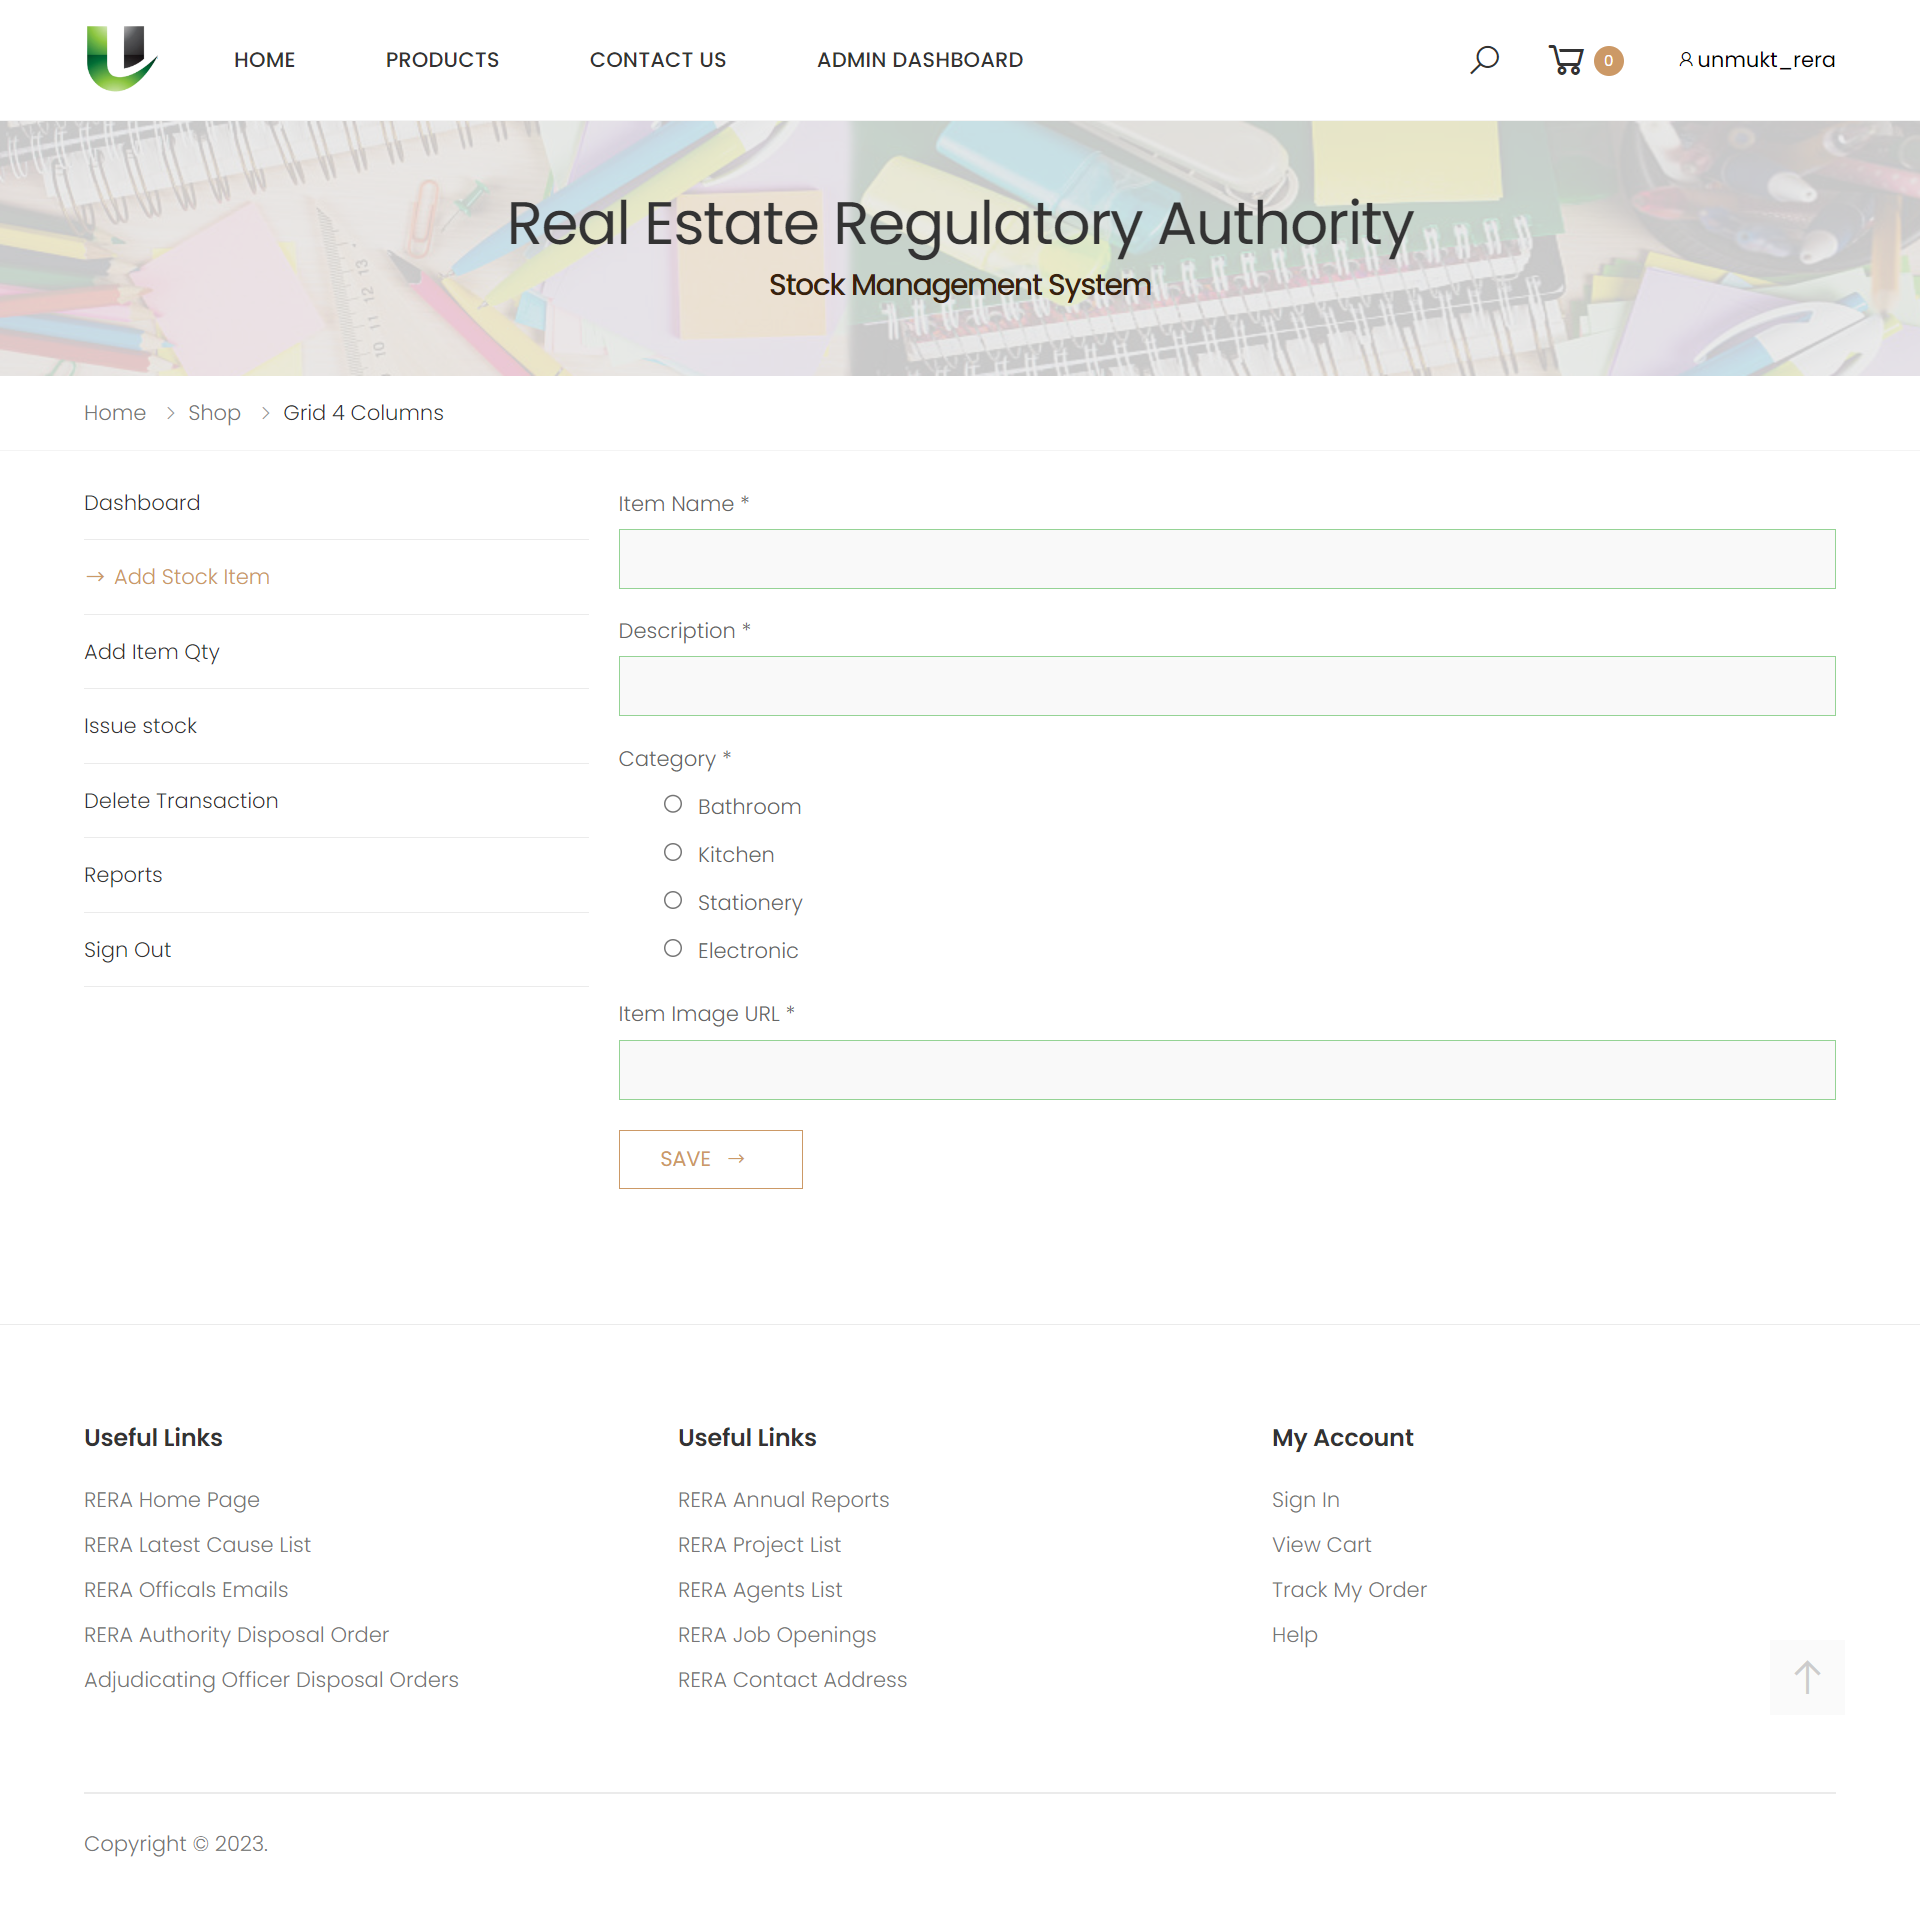 HOME
PRODUCTS
CONTACT US
ADMIN DASHBOARD
0
unmukt_rera
Real Estate Regulatory Authority
Stock Management System
Home > Shop > Grid 4 Columns
Dashboard
→ Add Stock Item
Add Item Qty
Issue stock
Delete Transaction
Reports
Sign Out
Item Name *
Description *
Category *
Bathroom
Kitchen
Stationery
Electronic
Item Image URL *
SAVE →
Useful Links
RERA Home Page
RERA Latest Cause List
RERA Officals Emails
RERA Authority Disposal Order
Adjudicating Officer Disposal Orders
Useful Links
RERA Annual Reports
RERA Project List
RERA Agents List
RERA Job Openings
RERA Contact Address
My Account
Sign In
View Cart
Track My Order
Help
Copyright © 2023.